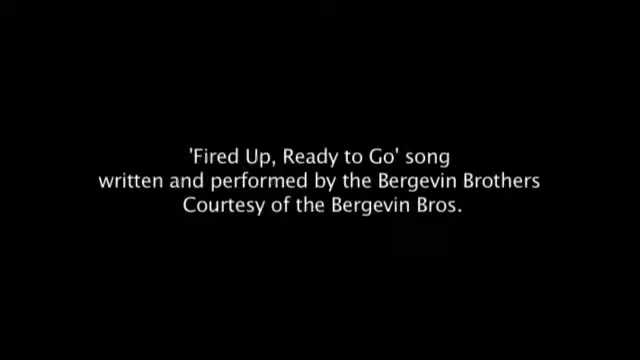 'Fired Up, Ready to Go' song
written and performed by the Bergevin Brothers
Courtesy of the Bergevin Bros.